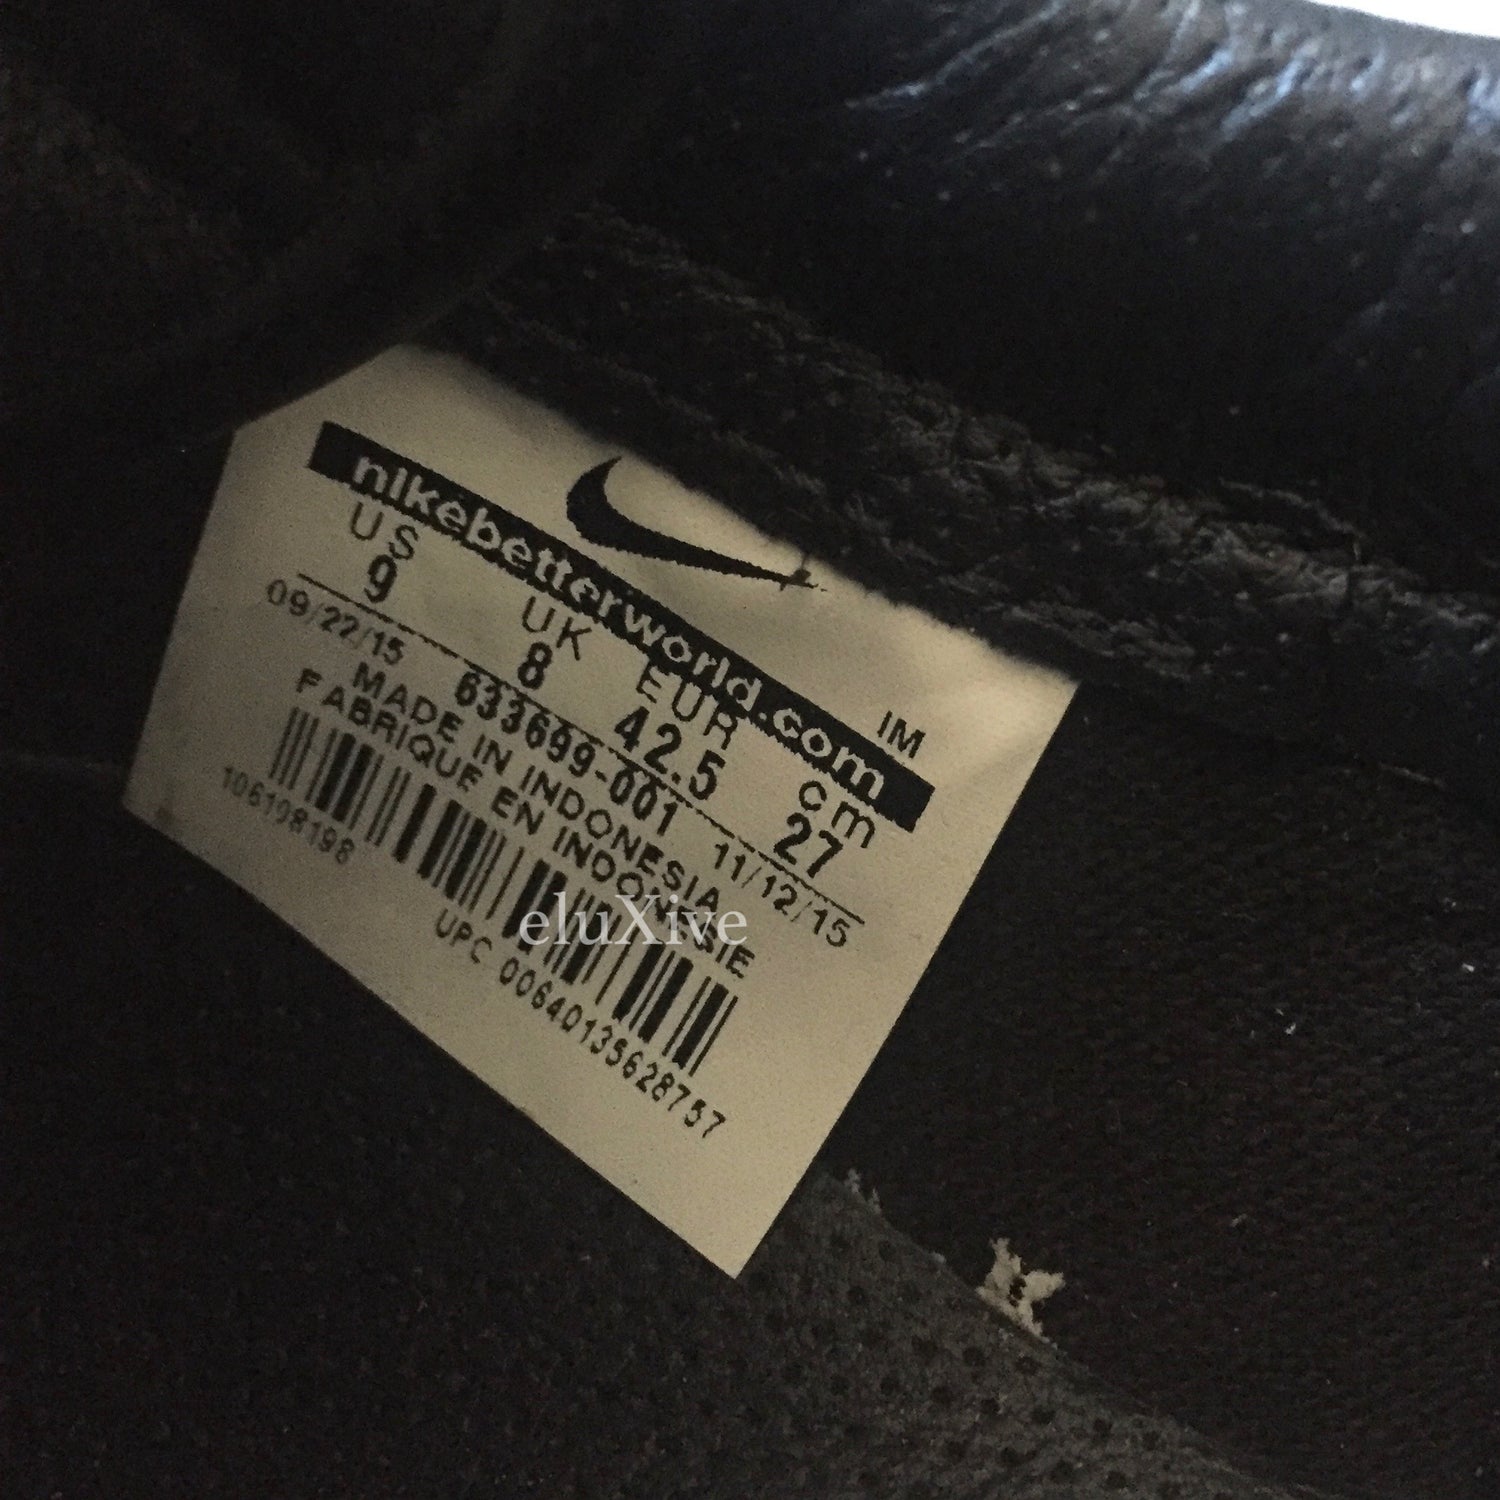 nikebetterworld.com
IM
US UK EUR cm
9 8 42.5 27
09/22/15 633699-001 11/12/15
MADE IN INDONESIA
FABRIQUE EN INDONESIE
106198198
UPC 00640135628757
eluXive